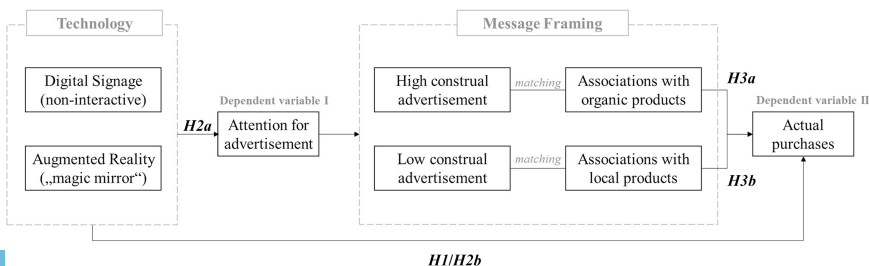 Technology
Message Framing
Digital Signage
(non-interactive)
Augmented Reality
(„magic mirror“)
H2a
Dependent variable I
Attention for
advertisement
High construal
advertisement
matching
Associations with
organic products
Low construal
advertisement
matching
Associations with
local products
H3a
H3b
Dependent variable II
Actual
purchases
H1/H2b